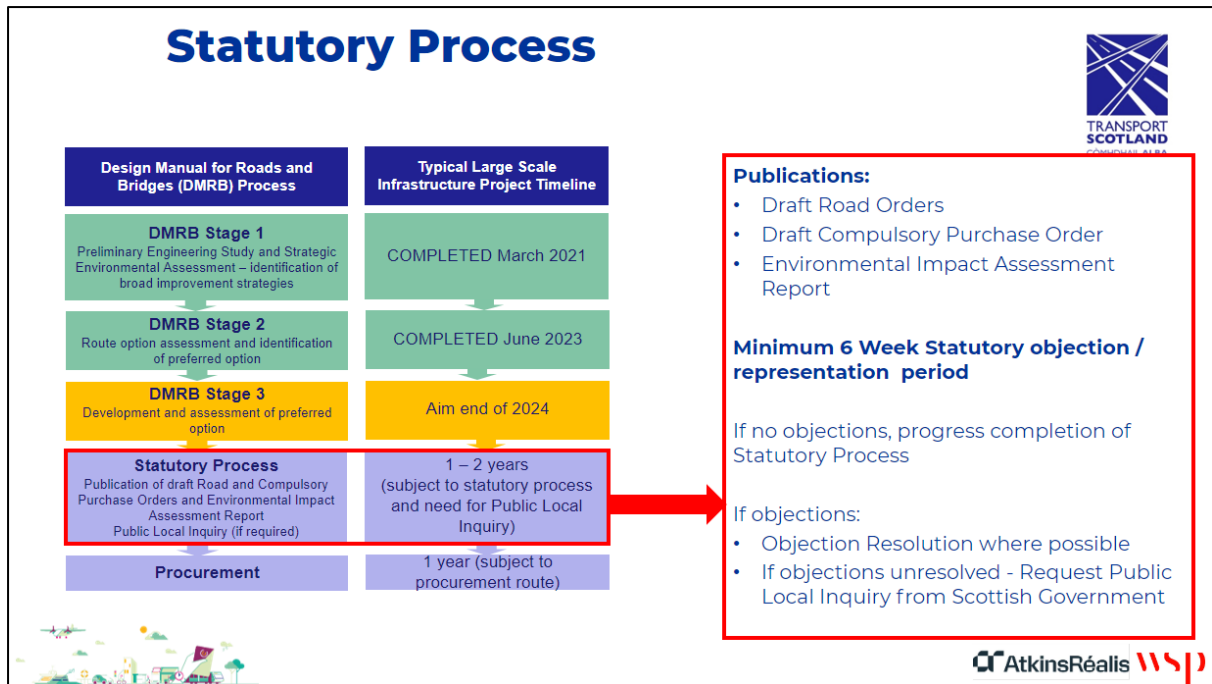 Statutory Process
TRANSPORT
SCOTLAND
CÒMHDHAIL ALBA
Design Manual for Roads and
Bridges (DMRB) Process
Typical Large Scale
Infrastructure Project Timeline
DMRB Stage 1
Preliminary Engineering Study and Strategic
Environmental Assessment – identification of
broad improvement strategies
COMPLETED March 2021
DMRB Stage 2
Route option assessment and identification
of preferred option
COMPLETED June 2023
DMRB Stage 3
Development and assessment of preferred
option
Aim end of 2024
Statutory Process
Publication of draft Road and Compulsory
Purchase Orders and Environmental Impact
Assessment Report
Public Local Inquiry (if required)
1 – 2 years
(subject to statutory process
and need for Public Local
Inquiry)
Procurement
1 year (subject to
procurement route)
Publications:
• Draft Road Orders
• Draft Compulsory Purchase Order
• Environmental Impact Assessment
Report
Minimum 6 Week Statutory objection /
representation period
If no objections, progress completion of
Statutory Process
If objections:
• Objection Resolution where possible
• If objections unresolved - Request Public
Local Inquiry from Scottish Government
AtkinsRéalis
wsp